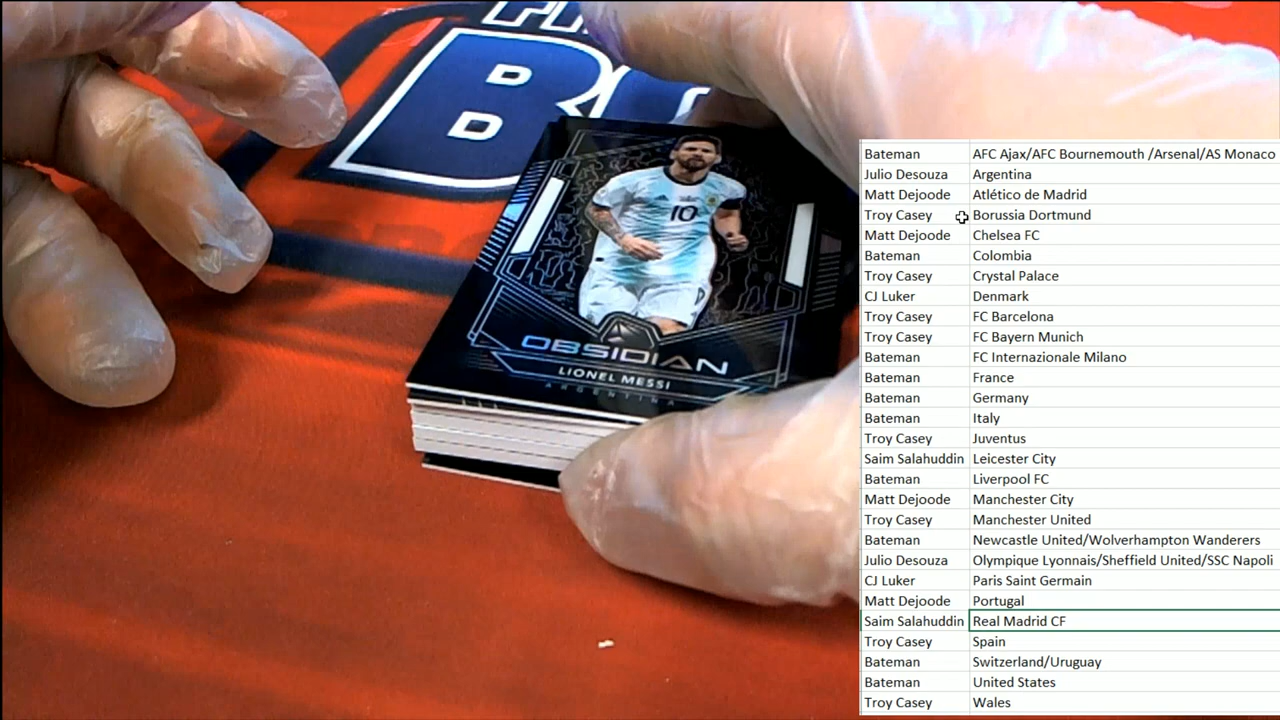 10
OBSIDIAN
LIONEL MESSI
ARGENTINA
Bateman AFC Ajax/AFC Bournemouth /Arsenal/AS Monaco
Julio Desouza Argentina
Matt Dejoode Atlético de Madrid
Troy Casey Borussia Dortmund
Matt Dejoode Chelsea FC
Bateman Colombia
Troy Casey Crystal Palace
CJ Luker Denmark
Troy Casey FC Barcelona
Troy Casey FC Bayern Munich
Bateman FC Internazionale Milano
Bateman France
Bateman Germany
Bateman Italy
Troy Casey Juventus
Saim Salahuddin Leicester City
Bateman Liverpool FC
Matt Dejoode Manchester City
Troy Casey Manchester United
Bateman Newcastle United/Wolverhampton Wanderers
Julio Desouza Olympique Lyonnais/Sheffield United/SSC Napoli
CJ Luker Paris Saint Germain
Matt Dejoode Portugal
Saim Salahuddin Real Madrid CF
Troy Casey Spain
Bateman Switzerland/Uruguay
Bateman United States
Troy Casey Wales